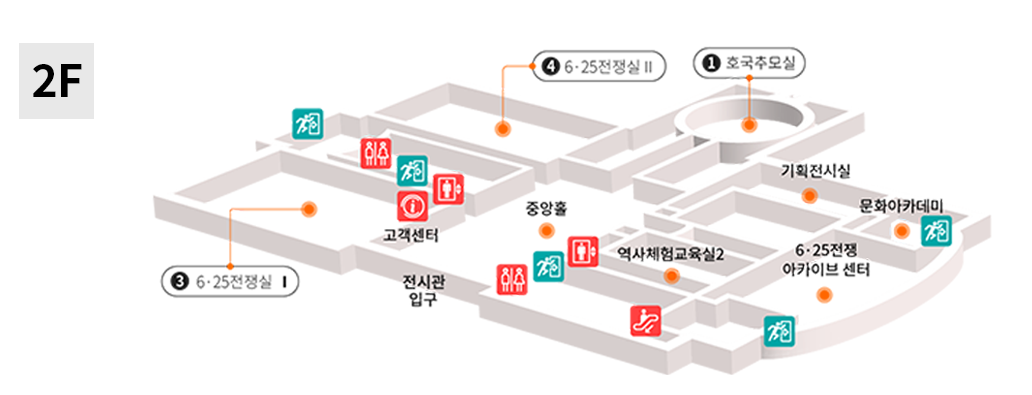 2F
4 6·25전쟁실 II
1 호국추모실
기획전시실
문화아카데미
중앙홀
고객센터
역사체험교육실2
6·25전쟁
아카이브 센터
3 6·25전쟁실 I
전시관
입구